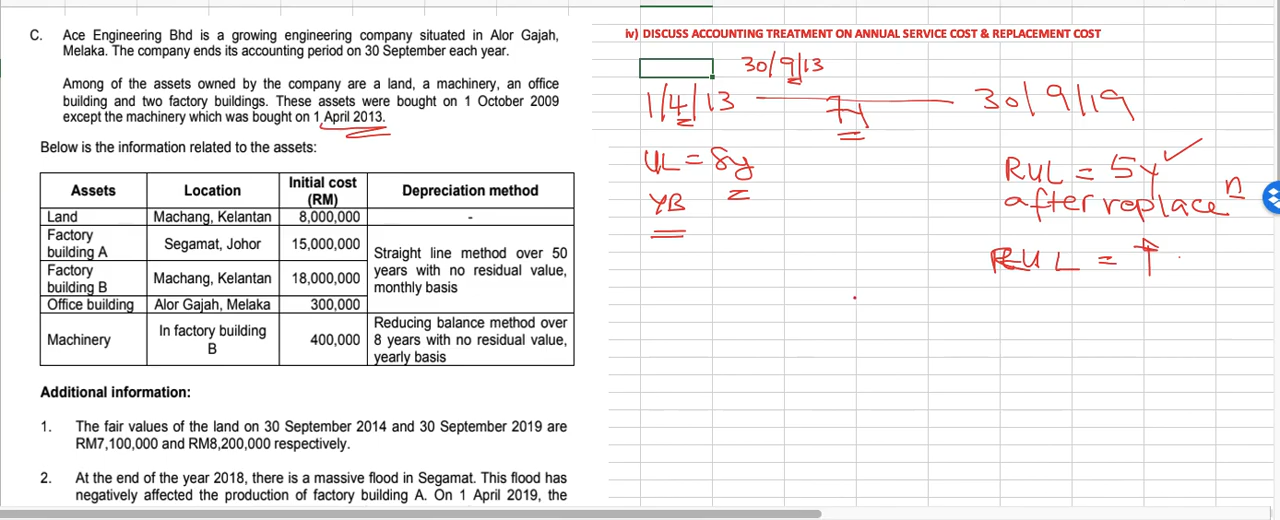 C. Ace Engineering Bhd is a growing engineering company situated in Alor Gajah,
Melaka. The company ends its accounting period on 30 September each year.
Among of the assets owned by the company are a land, a machinery, an office
building and two factory buildings. These assets were bought on 1 October 2009
except the machinery which was bought on 1 April 2013.
Below is the information related to the assets:
Assets Location Initial cost (RM) Depreciation method
Land Machang, Kelantan 8,000,000 -
Factory building A Segamat, Johor 15,000,000 Straight line method over 50 years with no residual value, monthly basis
Factory building B Machang, Kelantan 18,000,000
Office building Alor Gajah, Melaka 300,000
Machinery In factory building B 400,000 Reducing balance method over 8 years with no residual value, yearly basis
Additional information:
1. The fair values of the land on 30 September 2014 and 30 September 2019 are
RM7,100,000 and RM8,200,000 respectively.
2. At the end of the year 2018, there is a massive flood in Segamat. This flood has
negatively affected the production of factory building A. On 1 April 2019, the
iv) DISCUSS ACCOUNTING TREATMENT ON ANNUAL SERVICE COST & REPLACEMENT COST
30/9/13
1/4/13 7y 30/9/19
UL = 8y
YB
RUL = 5y
after replace n
RUL =